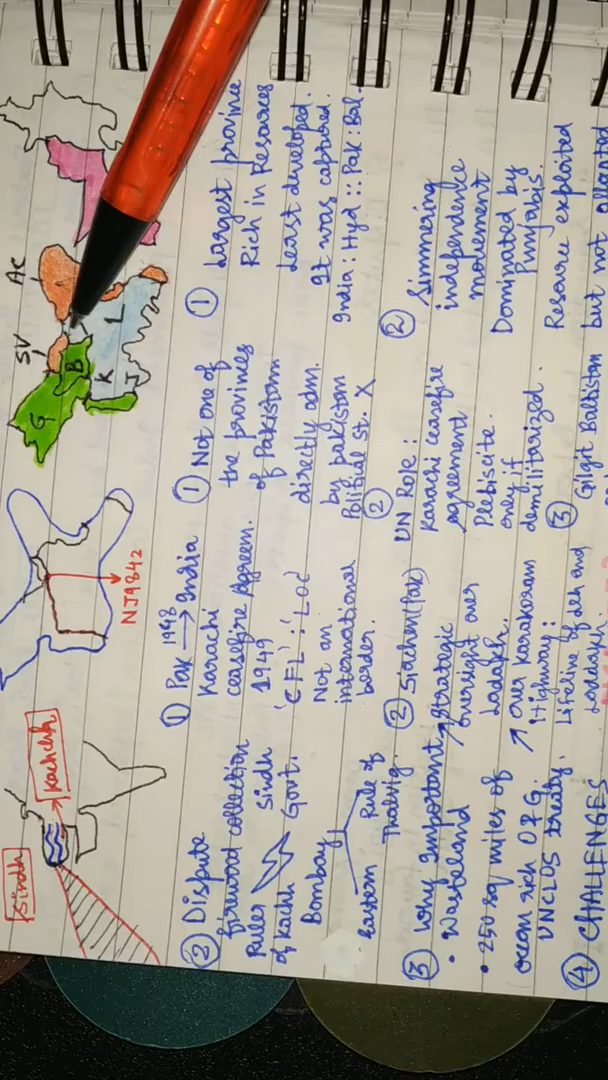 Sindh
Kachchh
② Dispute
firewood collection
Ruler Sindh
of Kachh Govt.
Bombay
Eastern Rule of
Thalwig.
③ Why Important
• Wasteland
• 250 sq miles of
ocean rich O&G.
UNCLOS treaty.
④ CHALLENGES
NJ9842
① Pak 1948 → India
Karachi
ceasefire Agreem.
1949
'CFL': 'LOC'
Not an
international
border.
② Siachen (Pak)
↗ strategic
oversight over
Ladakh.
↗ over Karakoram
Highway:
Lifeline of Leh and
Laddakh.
G
SV
AC
B
K
L
J
① Not one of
the provinces
of Pakistan
directly adm.
by pakistan
Political st. X
②
UN Role:
Karachi ceasefire
agreement
Plebiscite.
only if
demilitarized.
③ Gilgit Baltistan
① Largest province
Rich in Resources
Least developed.
It was captured.
India : Hyd :: Pak : Bal.
② Simmering
independence
movement
Dominated by
Punjabis.
Resource exploited
but not allocated